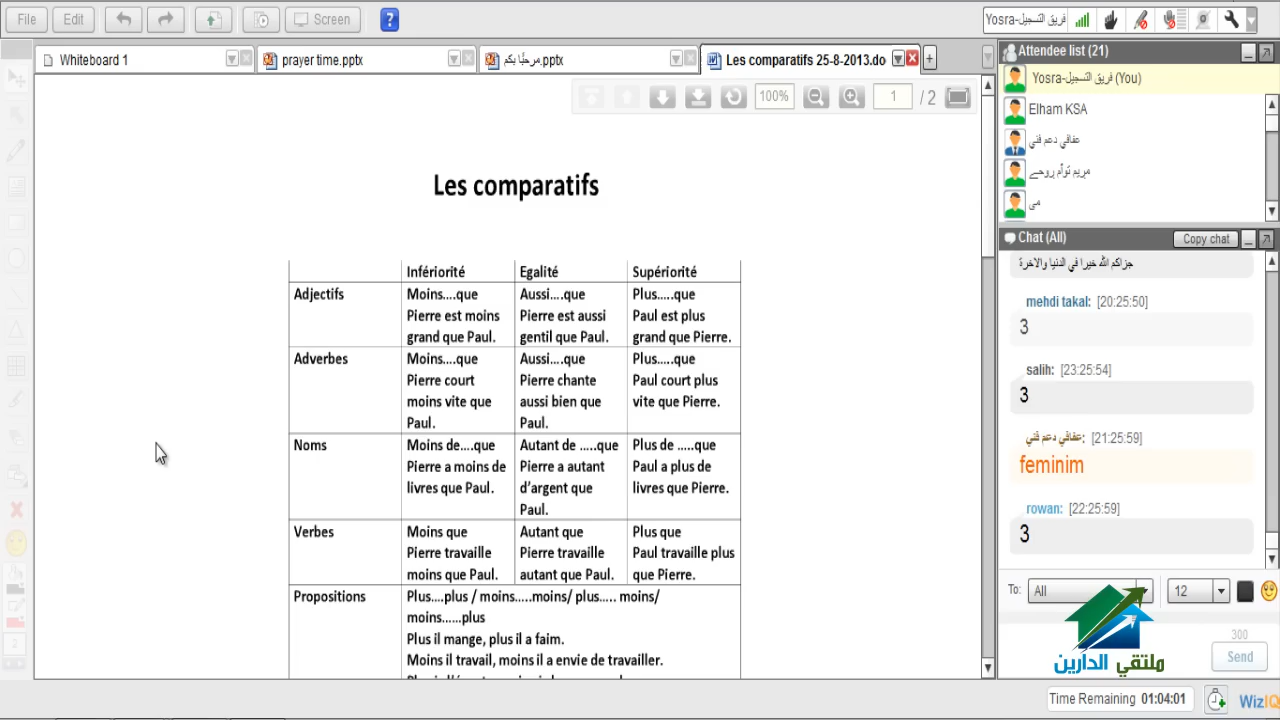 File Edit Screen ?
Yosra-فريق التسجيل
Whiteboard 1
prayer time.pptx
مرحبًا بكم.pptx
Les comparatifs 25-8-2013.do
100%
1 / 2
Les comparatifs
Infériorité Egalité Supériorité
Adjectifs Moins....que Aussi....que Plus.....que
Pierre est moins Pierre est aussi Paul est plus
grand que Paul. gentil que Paul. grand que Pierre.
Adverbes Moins....que Aussi....que Plus.....que
Pierre court Pierre chante Paul court plus
moins vite que aussi bien que vite que Pierre.
Paul. Paul.
Noms Moins de....que Autant de .....que Plus de .....que
Pierre a moins de Pierre a autant Paul a plus de
livres que Paul. d’argent que livres que Pierre.
Paul.
Verbes Moins que Autant que Plus que
Pierre travaille Pierre travaille Paul travaille plus
moins que Paul. autant que Paul. que Pierre.
Propositions Plus....plus / moins.....moins/ plus..... moins/
moins......plus
Plus il mange, plus il a faim.
Moins il travail, moins il a envie de travailler.
Attendee list (21)
Yosra-فريق التسجيل (You)
Elham KSA
عفافي دعم فني
مريم توأم روحے
مى
Chat (All)
Copy chat
جزاكم الله خيرا في الدنيا والاخرة
mehdi takal: [20:25:50]
3
salih: [23:25:54]
3
عفافي دعم فني: [21:25:59]
feminim
rowan: [22:25:59]
3
To: All 12
ملتقي الدارين
300
Send
Time Remaining 01:04:01
WizIQ